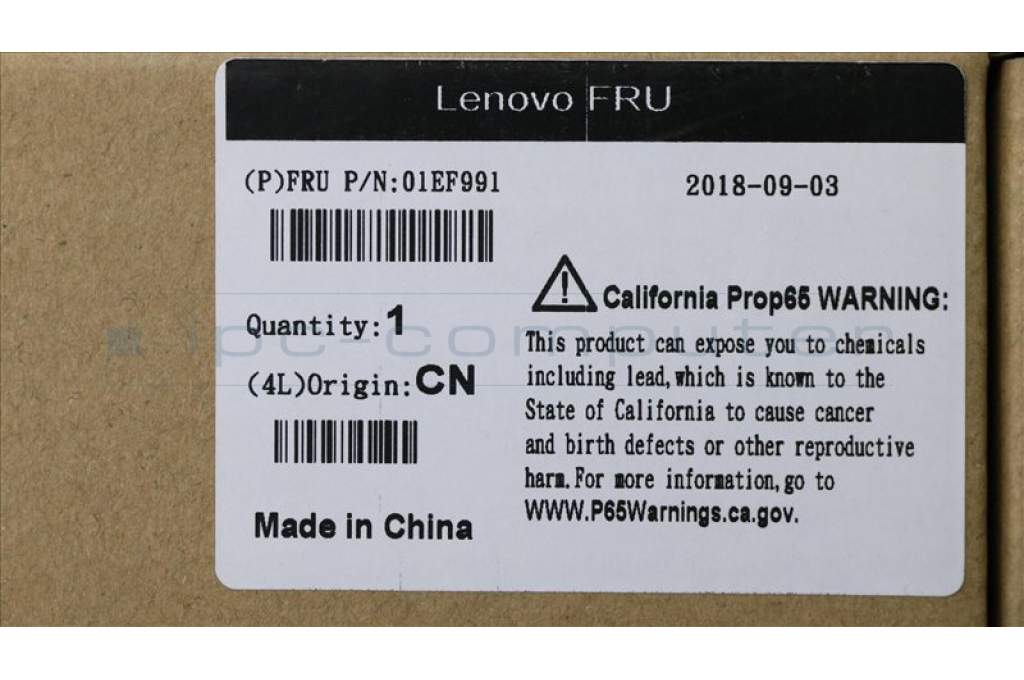 Lenovo FRU
(P)FRU P/N:01EF991
2018-09-03
California Prop65 WARNING:
Quantity:1
ipc-computer
This product can expose you to chemicals
including lead,which is known to the
(4L)Origin:CN
State of California to cause cancer
and birth defects or other reproductive
harm.For more information,go to
WWW.P65Warnings.ca.gov.
Made in China